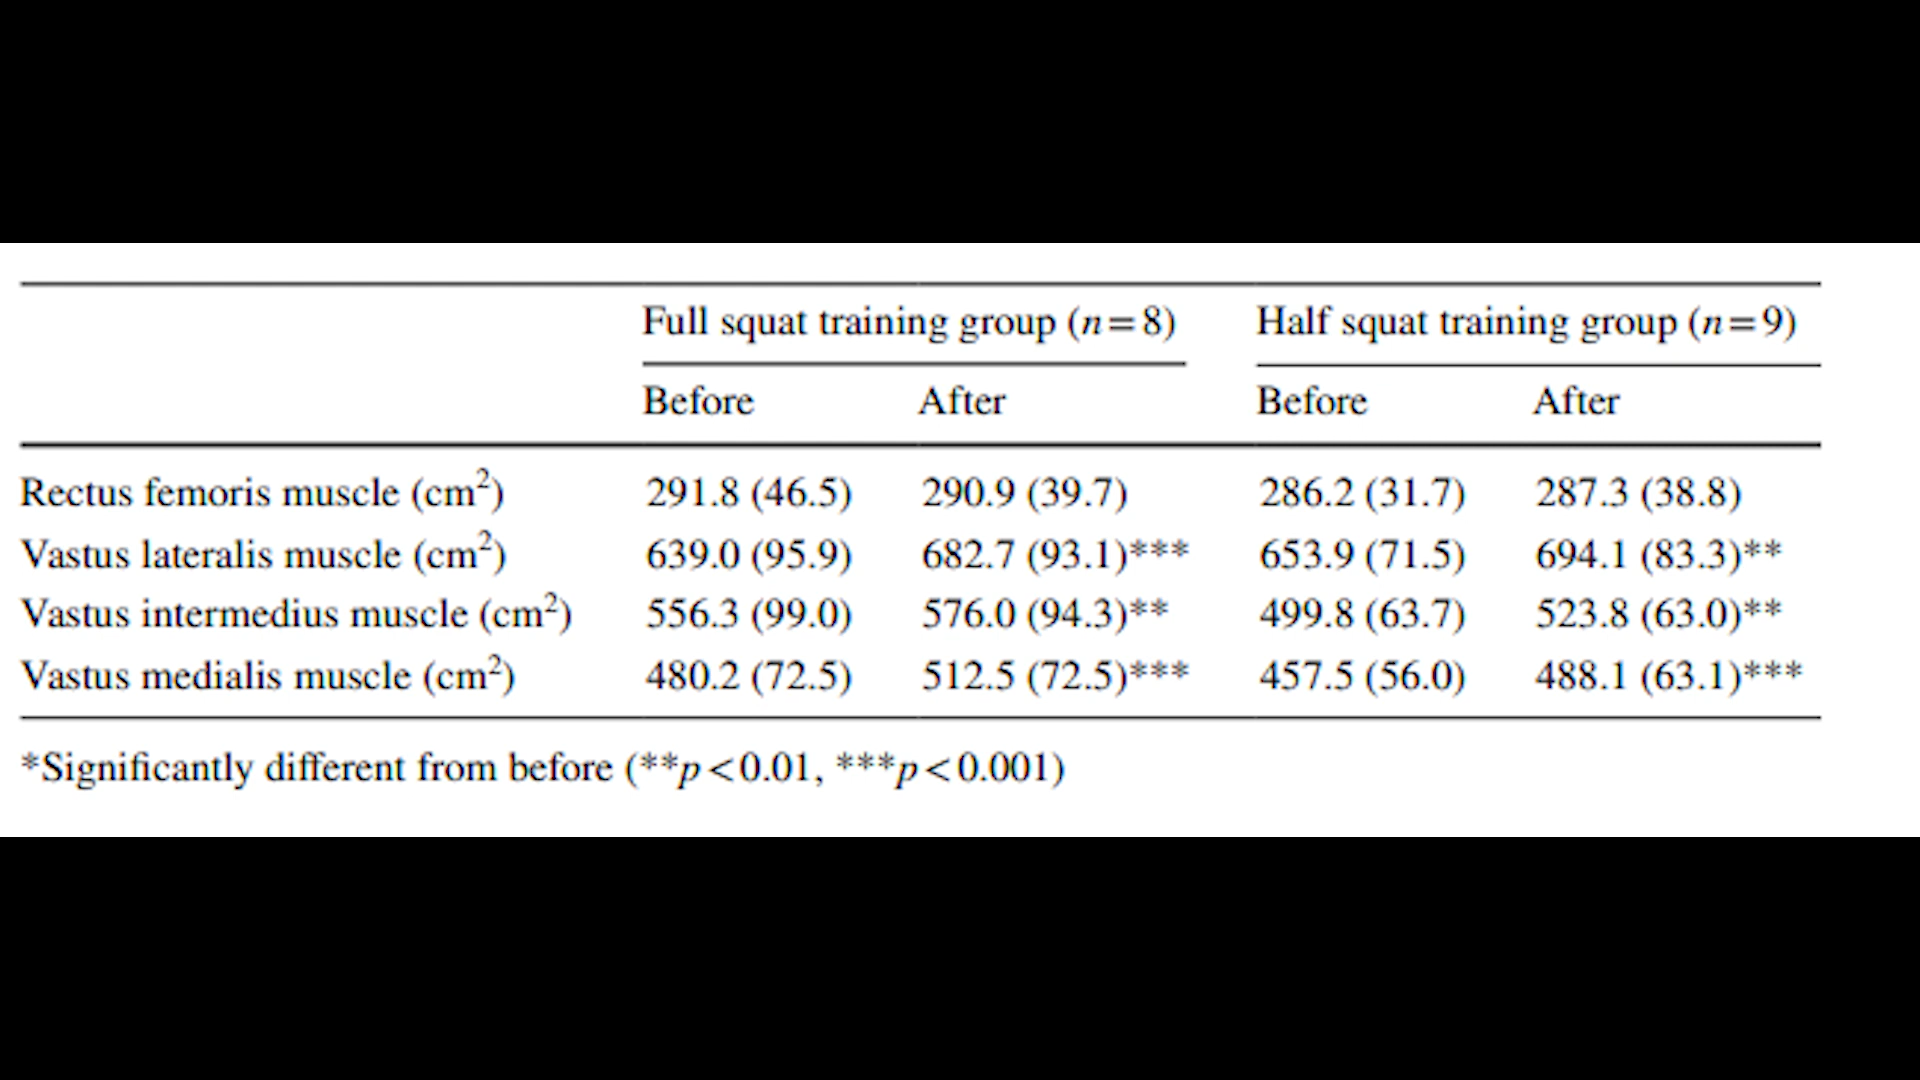 Full squat training group (n=8) Half squat training group (n=9)
Before After Before After
Rectus femoris muscle (cm²) 291.8 (46.5) 290.9 (39.7) 286.2 (31.7) 287.3 (38.8)
Vastus lateralis muscle (cm²) 639.0 (95.9) 682.7 (93.1)*** 653.9 (71.5) 694.1 (83.3)**
Vastus intermedius muscle (cm²) 556.3 (99.0) 576.0 (94.3)** 499.8 (63.7) 523.8 (63.0)**
Vastus medialis muscle (cm²) 480.2 (72.5) 512.5 (72.5)*** 457.5 (56.0) 488.1 (63.1)***
*Significantly different from before (**p<0.01, ***p<0.001)